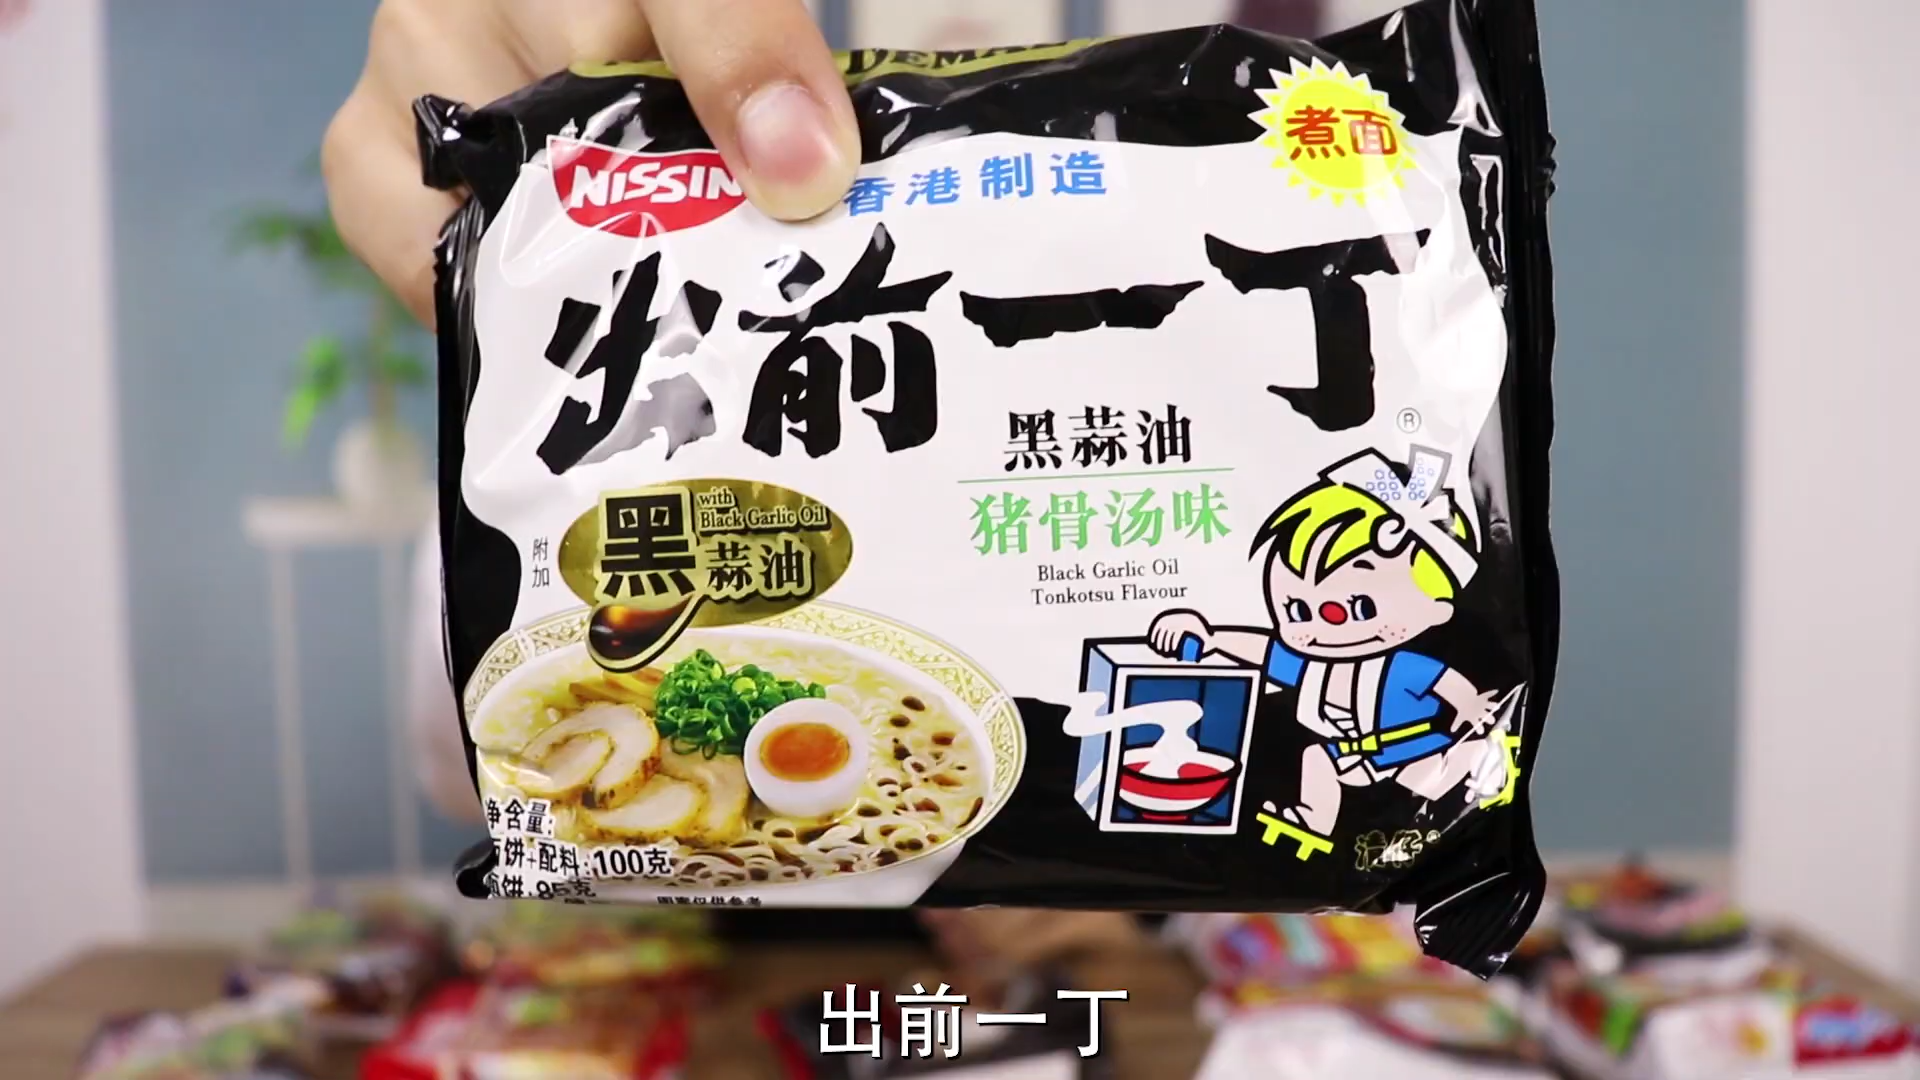 NISSIN
香港制造
煮面
出前一丁
®
黑蒜油
猪骨汤味
Black Garlic Oil
Tonkotsu Flavour
附加
with
Black Garlic Oil
黑蒜油
净含量:
面饼+配料:100克
面饼:85克
出前一丁